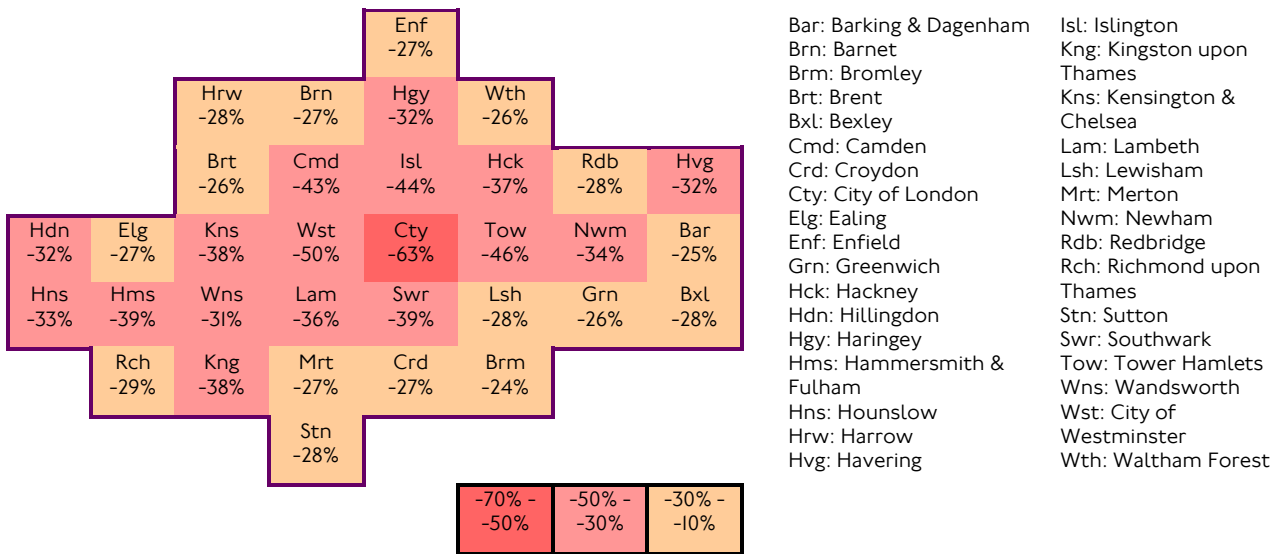 Enf
-27%
Hrw Brn Hgy Wth
-28% -27% -32% -26%
Brt Cmd Isl Hck Rdb Hvg
-26% -43% -44% -37% -28% -32%
Hdn Elg Kns Wst Cty Tow Nwm Bar
-32% -27% -38% -50% -63% -46% -34% -25%
Hns Hms Wns Lam Swr Lsh Grn Bxl
-33% -39% -31% -36% -39% -28% -26% -28%
Rch Kng Mrt Crd Brm
-29% -38% -27% -27% -24%
Stn
-28%
-70% - -50% - -30% -
-50% -30% -10%
Bar: Barking & Dagenham
Brn: Barnet
Brm: Bromley
Brt: Brent
Bxl: Bexley
Cmd: Camden
Crd: Croydon
Cty: City of London
Elg: Ealing
Enf: Enfield
Grn: Greenwich
Hck: Hackney
Hdn: Hillingdon
Hgy: Haringey
Hms: Hammersmith &
Fulham
Hns: Hounslow
Hrw: Harrow
Hvg: Havering
Isl: Islington
Kng: Kingston upon
Thames
Kns: Kensington &
Chelsea
Lam: Lambeth
Lsh: Lewisham
Mrt: Merton
Nwm: Newham
Rdb: Redbridge
Rch: Richmond upon
Thames
Stn: Sutton
Swr: Southwark
Tow: Tower Hamlets
Wns: Wandsworth
Wst: City of
Westminster
Wth: Waltham Forest